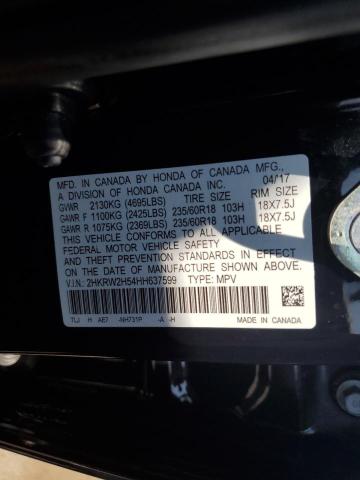 MFD. IN CANADA BY HONDA OF CANADA MFG.,
A DIVISION OF HONDA CANADA INC. 04/17
GVWR 2130KG (4695LBS) TIRE SIZE RIM SIZE
GAWR F 1100KG (2425LBS) 235/60R18 103H 18X7.5J
GAWR R 1075KG (2369LBS) 235/60R18 103H 18X7.5J
THIS VEHICLE CONFORMS TO ALL APPLICABLE
FEDERAL MOTOR VEHICLE SAFETY
AND THEFT PREVENTION STANDARDS IN EFFECT
ON THE DATE OF MANUFACTURE SHOWN ABOVE.
V.I.N.: 2HKRW2H54HH637599 TYPE: MPV
TLJ H AE7 -NH731P -A -H MADE IN CANADA